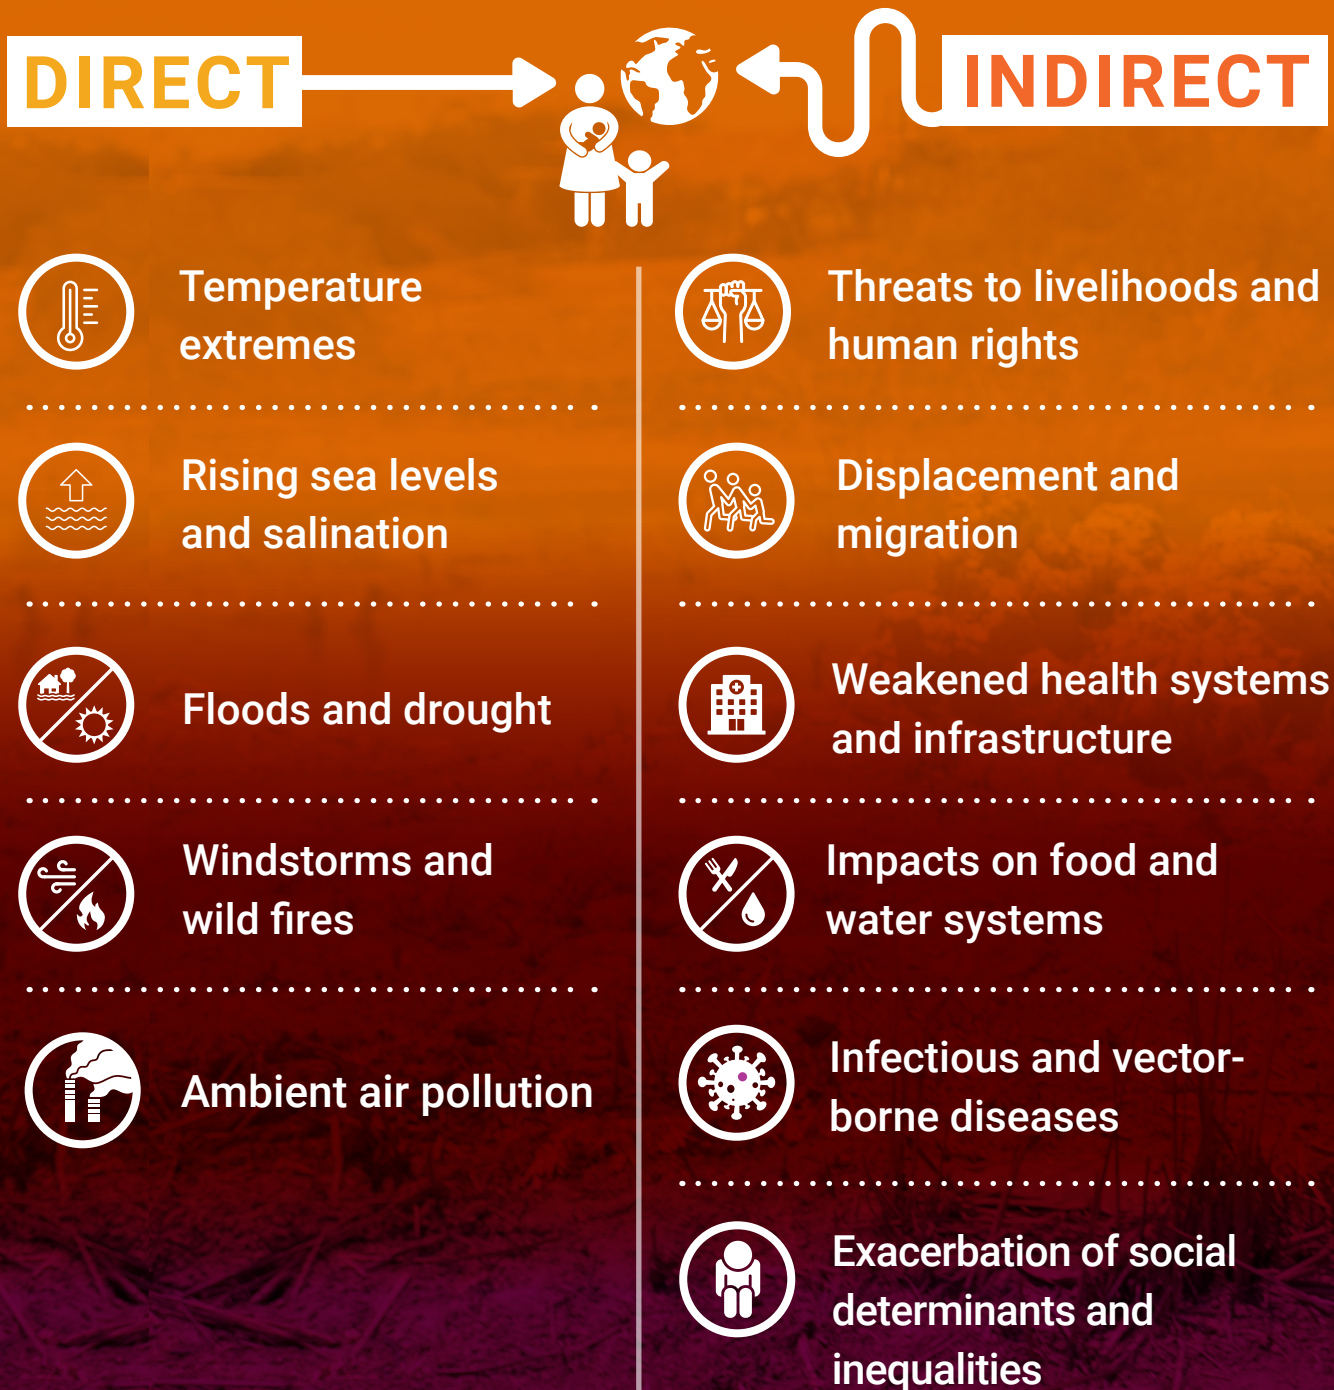 DIRECT
INDIRECT
Temperature
extremes
Rising sea levels
and salination
Floods and drought
Windstorms and
wild fires
Ambient air pollution
Threats to livelihoods and
human rights
Displacement and
migration
Weakened health systems
and infrastructure
Impacts on food and
water systems
Infectious and vector-
borne diseases
Exacerbation of social
determinants and
inequalities